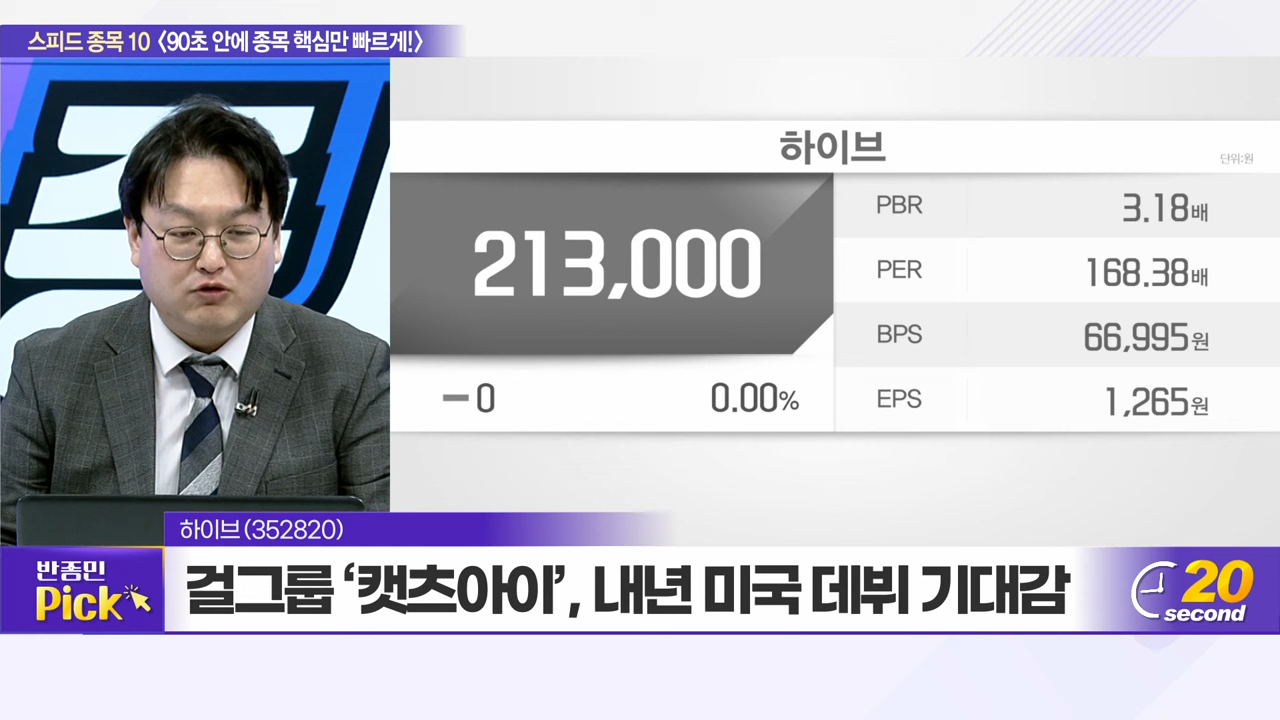 스피드 종목 10 〈90초 안에 종목 핵심만 빠르게!〉
하이브
단위:원
213,000
0 0.00%
PBR 3.18배
PER 168.38배
BPS 66,995원
EPS 1,265원
하이브(352820)
반종민
Pick
걸그룹 ‘캣츠아이’, 내년 미국 데뷔 기대감
20
second